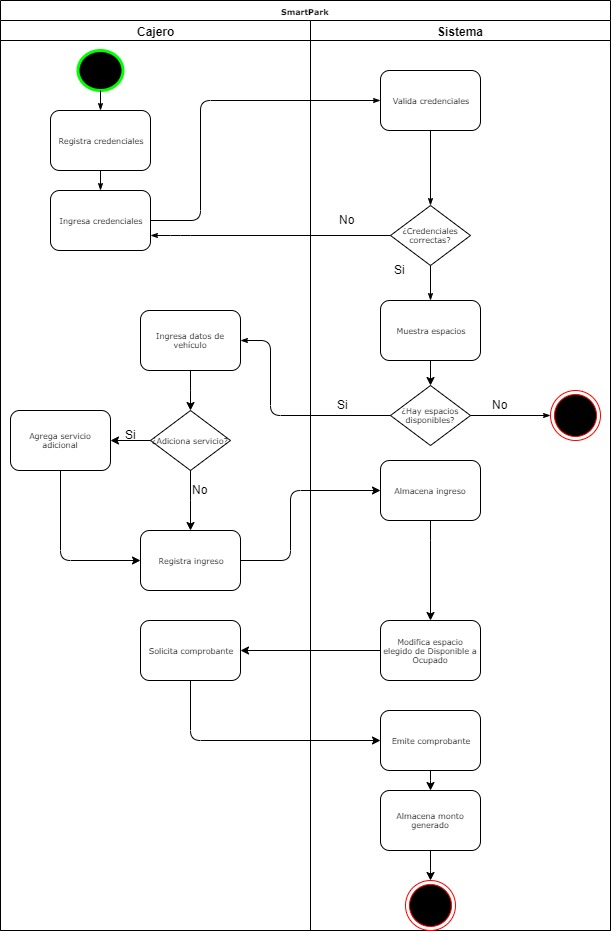 SmartPark
Cajero
Sistema
Valida credenciales
Registra credenciales
Ingresa credenciales
No
¿Credenciales
correctas?
Si
Muestra espacios
Ingresa datos de
vehículo
Si
¿Hay espacios
disponibles?
No
Agrega servicio
adicional
Si
¿Adiciona servicio?
No
Almacena ingreso
Registra ingreso
Solicita comprobante
Modifica espacio
elegido de Disponible a
Ocupado
Emite comprobante
Almacena monto
generado